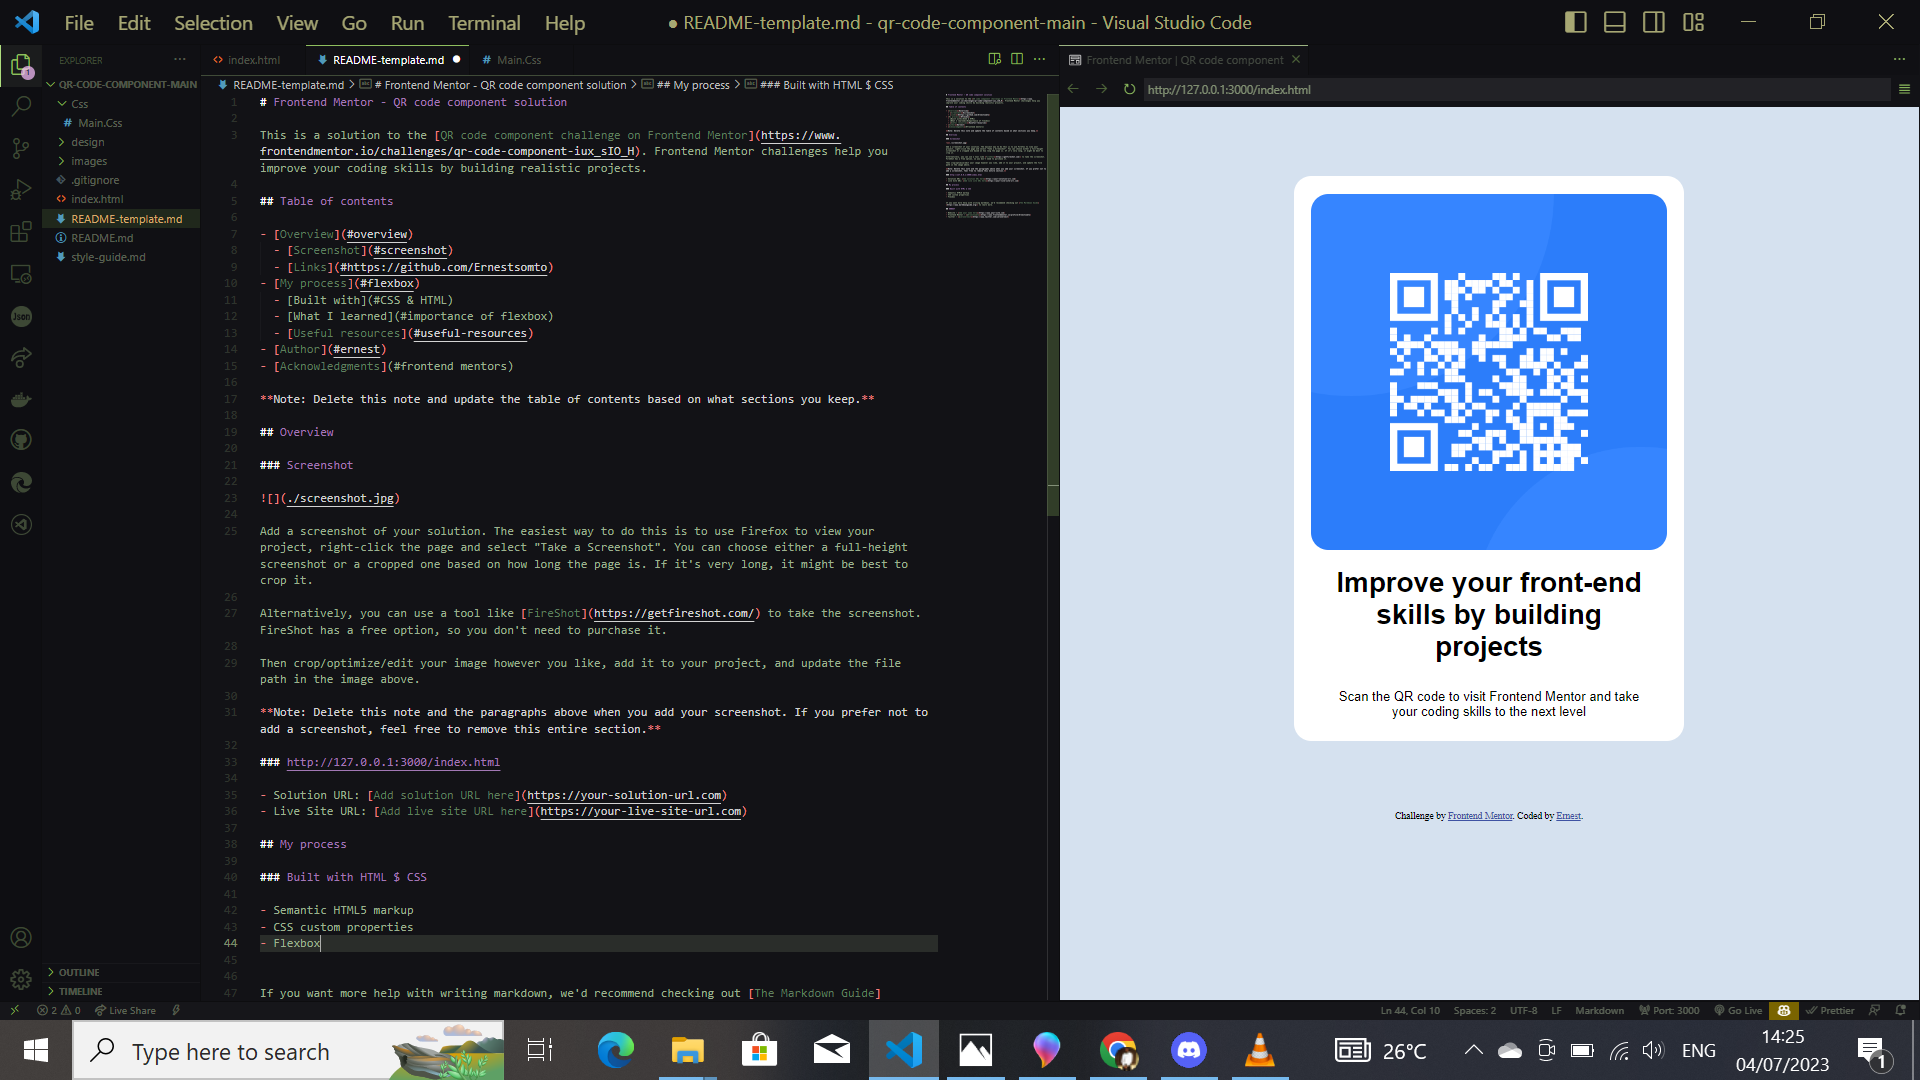 File Edit Selection View Go Run Terminal Help
● README-template.md - qr-code-component-main - Visual Studio Code
EXPLORER
QR-CODE-COMPONENT-MAIN
Css
# Main.Css
design
images
.gitignore
<> index.html
README-template.md
README.md
style-guide.md
OUTLINE
TIMELINE
<> index.html
README-template.md
# Main.Css
README-template.md > # Frontend Mentor - QR code component solution > ## My process > ### Built with HTML $ CSS
1 # Frontend Mentor - QR code component solution
2
3 This is a solution to the [QR code component challenge on Frontend Mentor](https://www.
frontendmentor.io/challenges/qr-code-component-iux_sIO_H). Frontend Mentor challenges help you
improve your coding skills by building realistic projects.
4
5 ## Table of contents
6
7 - [Overview](#overview)
8 - [Screenshot](#screenshot)
9 - [Links](#https://github.com/Ernestsomto)
10 - [My process](#flexbox)
11 - [Built with](#CSS & HTML)
12 - [What I learned](#importance of flexbox)
13 - [Useful resources](#useful-resources)
14 - [Author](#ernest)
15 - [Acknowledgments](#frontend mentors)
16
17 **Note: Delete this note and update the table of contents based on what sections you keep.**
18
19 ## Overview
20
21 ### Screenshot
22
23 ![](./screenshot.jpg)
24
25 Add a screenshot of your solution. The easiest way to do this is to use Firefox to view your
project, right-click the page and select "Take a Screenshot". You can choose either a full-height
screenshot or a cropped one based on how long the page is. If it's very long, it might be best to
crop it.
26
27 Alternatively, you can use a tool like [FireShot](https://getfireshot.com/) to take the screenshot.
FireShot has a free option, so you don't need to purchase it.
28
29 Then crop/optimize/edit your image however you like, add it to your project, and update the file
path in the image above.
30
31 **Note: Delete this note and the paragraphs above when you add your screenshot. If you prefer not to
add a screenshot, feel free to remove this entire section.**
32
33 ### http://127.0.0.1:3000/index.html
34
35 - Solution URL: [Add solution URL here](https://your-solution-url.com)
36 - Live Site URL: [Add live site URL here](https://your-live-site-url.com)
37
38 ## My process
39
40 ### Built with HTML $ CSS
41
42 - Semantic HTML5 markup
43 - CSS custom properties
44 - Flexbox
45
46
47 If you want more help with writing markdown, we'd recommend checking out [The Markdown Guide]
Frontend Mentor | QR code component
http://127.0.0.1:3000/index.html
Improve your front-end
skills by building
projects
Scan the QR code to visit Frontend Mentor and take
your coding skills to the next level
Challenge by Frontend Mentor. Coded by Ernest.
2 0 Live Share
Ln 44, Col 10 Spaces: 2 UTF-8 LF Markdown Port: 3000 Go Live Prettier
Type here to search
26°C
ENG
14:25
04/07/2023
1